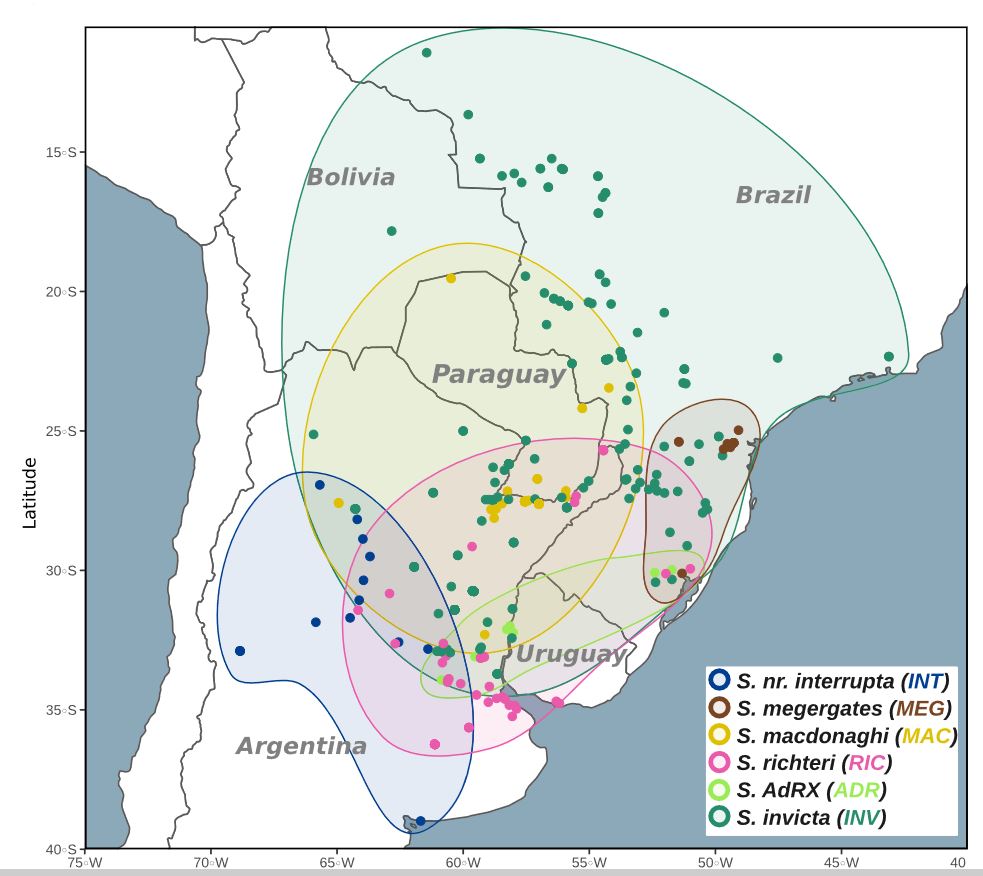 15°S
20°S
25°S
30°S
35°S
40°S
Latitude
Bolivia
Brazil
Paraguay
Uruguay
Argentina
S. nr. interrupta (INT)
S. megergates (MEG)
S. macdonaghi (MAC)
S. richteri (RIC)
S. AdRX (ADR)
S. invicta (INV)
75°W 70°W 65°W 60°W 55°W 50°W 45°W 40